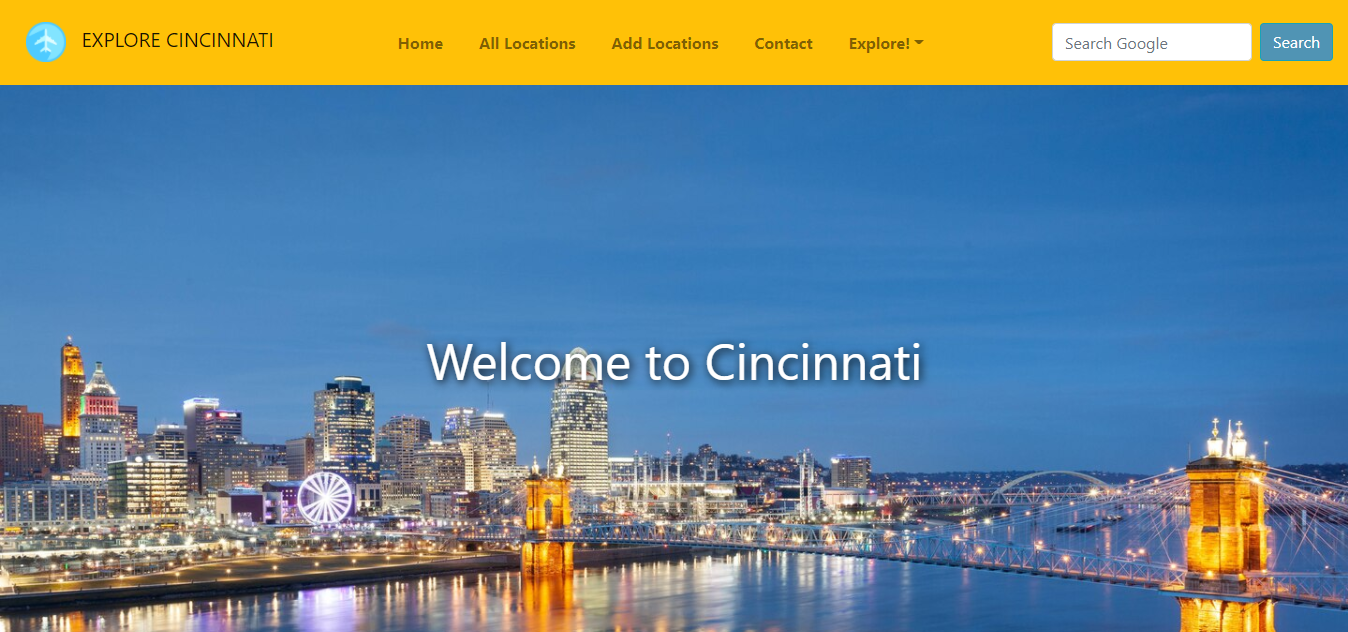 EXPLORE CINCINNATI
Home
All Locations
Add Locations
Contact
Explore!
Search Google
Search
Welcome to Cincinnati